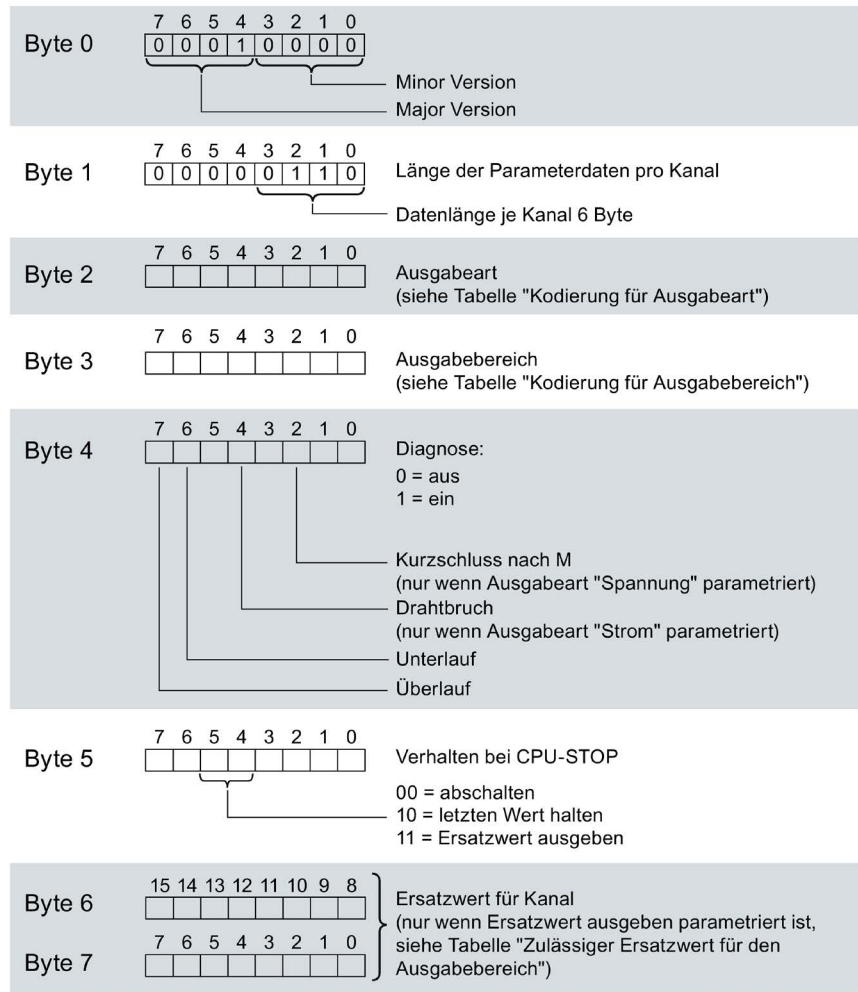 7 6 5 4 3 2 1 0
Byte 0
0 0 0 1 0 0 0 0
Minor Version
Major Version
7 6 5 4 3 2 1 0
Byte 1
0 0 0 0 0 1 1 0
Länge der Parameterdaten pro Kanal
Datenlänge je Kanal 6 Byte
7 6 5 4 3 2 1 0
Byte 2
Ausgabeart
(siehe Tabelle "Kodierung für Ausgabeart")
7 6 5 4 3 2 1 0
Byte 3
Ausgabebereich
(siehe Tabelle "Kodierung für Ausgabebereich")
7 6 5 4 3 2 1 0
Byte 4
Diagnose:
0 = aus
1 = ein
Kurzschluss nach M
(nur wenn Ausgabeart "Spannung" parametriert)
Drahtbruch
(nur wenn Ausgabeart "Strom" parametriert)
Unterlauf
Überlauf
7 6 5 4 3 2 1 0
Byte 5
Verhalten bei CPU-STOP
00 = abschalten
10 = letzten Wert halten
11 = Ersatzwert ausgeben
15 14 13 12 11 10 9 8
Byte 6
Ersatzwert für Kanal
(nur wenn Ersatzwert ausgeben parametriert ist,
7 6 5 4 3 2 1 0
siehe Tabelle "Zulässiger Ersatzwert für den
Byte 7
Ausgabebereich")